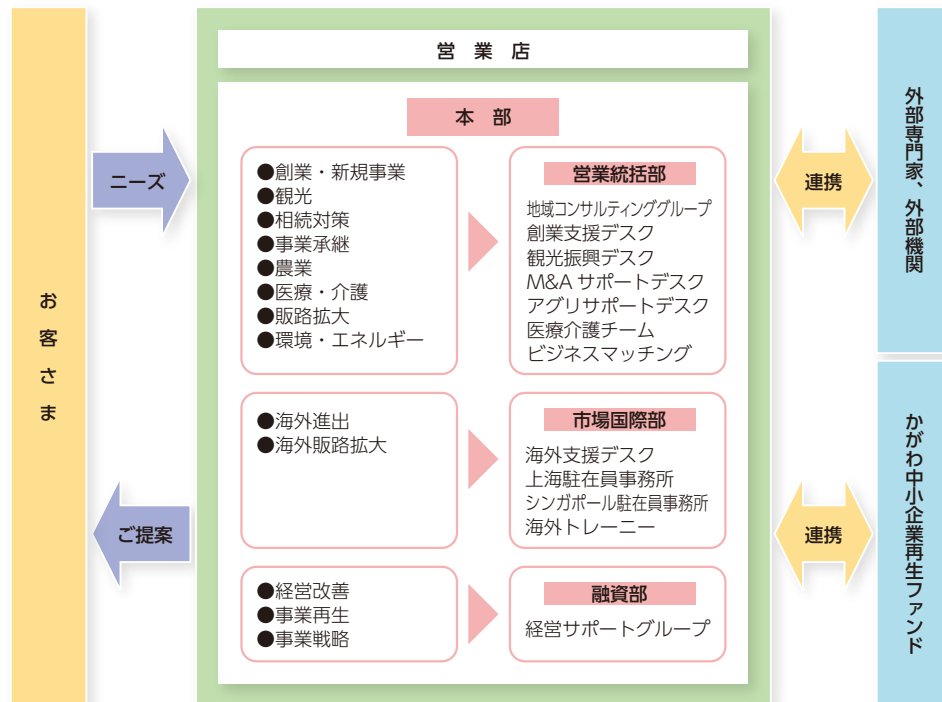 お客さま
ニーズ
ご提案
営業店
本部
●創業・新規事業
●観光
●相続対策
●事業承継
●農業
●医療・介護
●販路拡大
●環境・エネルギー
営業統括部
地域コンサルティンググループ
創業支援デスク
観光振興デスク
M&Aサポートデスク
アグリサポートデスク
医療介護チーム
ビジネスマッチング
●海外進出
●海外販路拡大
市場国際部
海外支援デスク
上海駐在員事務所
シンガポール駐在員事務所
海外トレーニー
●経営改善
●事業再生
●事業戦略
融資部
経営サポートグループ
連携
外部専門家、外部機関
連携
かがわ中小企業再生ファンド